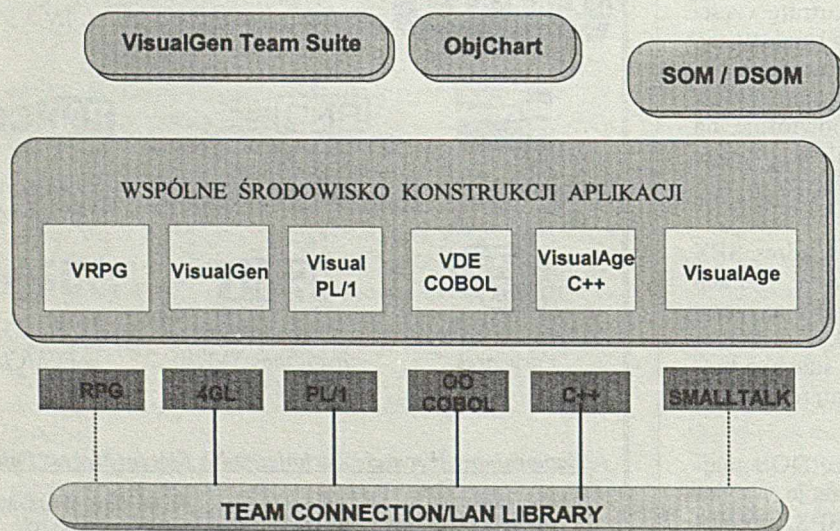 VisualGen Team Suite
ObjChart
SOM / DSOM
WSPÓLNE ŚRODOWISKO KONSTRUKCJI APLIKACJI
VRPG
VisualGen
Visual
PL/1
VDE
COBOL
VisualAge
C++
VisualAge
RPG
4GL
PL/1
OO
COBOL
C++
SMALLTALK
TEAM CONNECTION/LAN LIBRARY